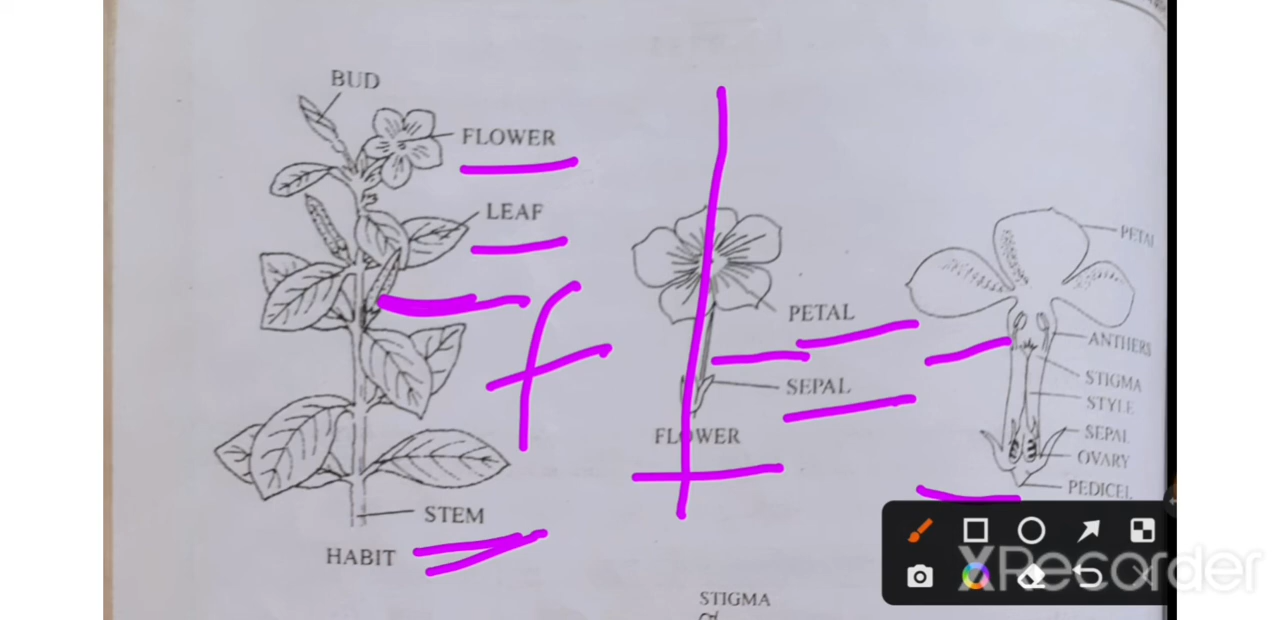 BUD
FLOWER
LEAF
STEM
HABIT
PETAL
SEPAL
FLOWER
PETAL
ANTHERS
STIGMA
STYLE
SEPAL
OVARY
PEDICEL
STIGMA
XRecorder